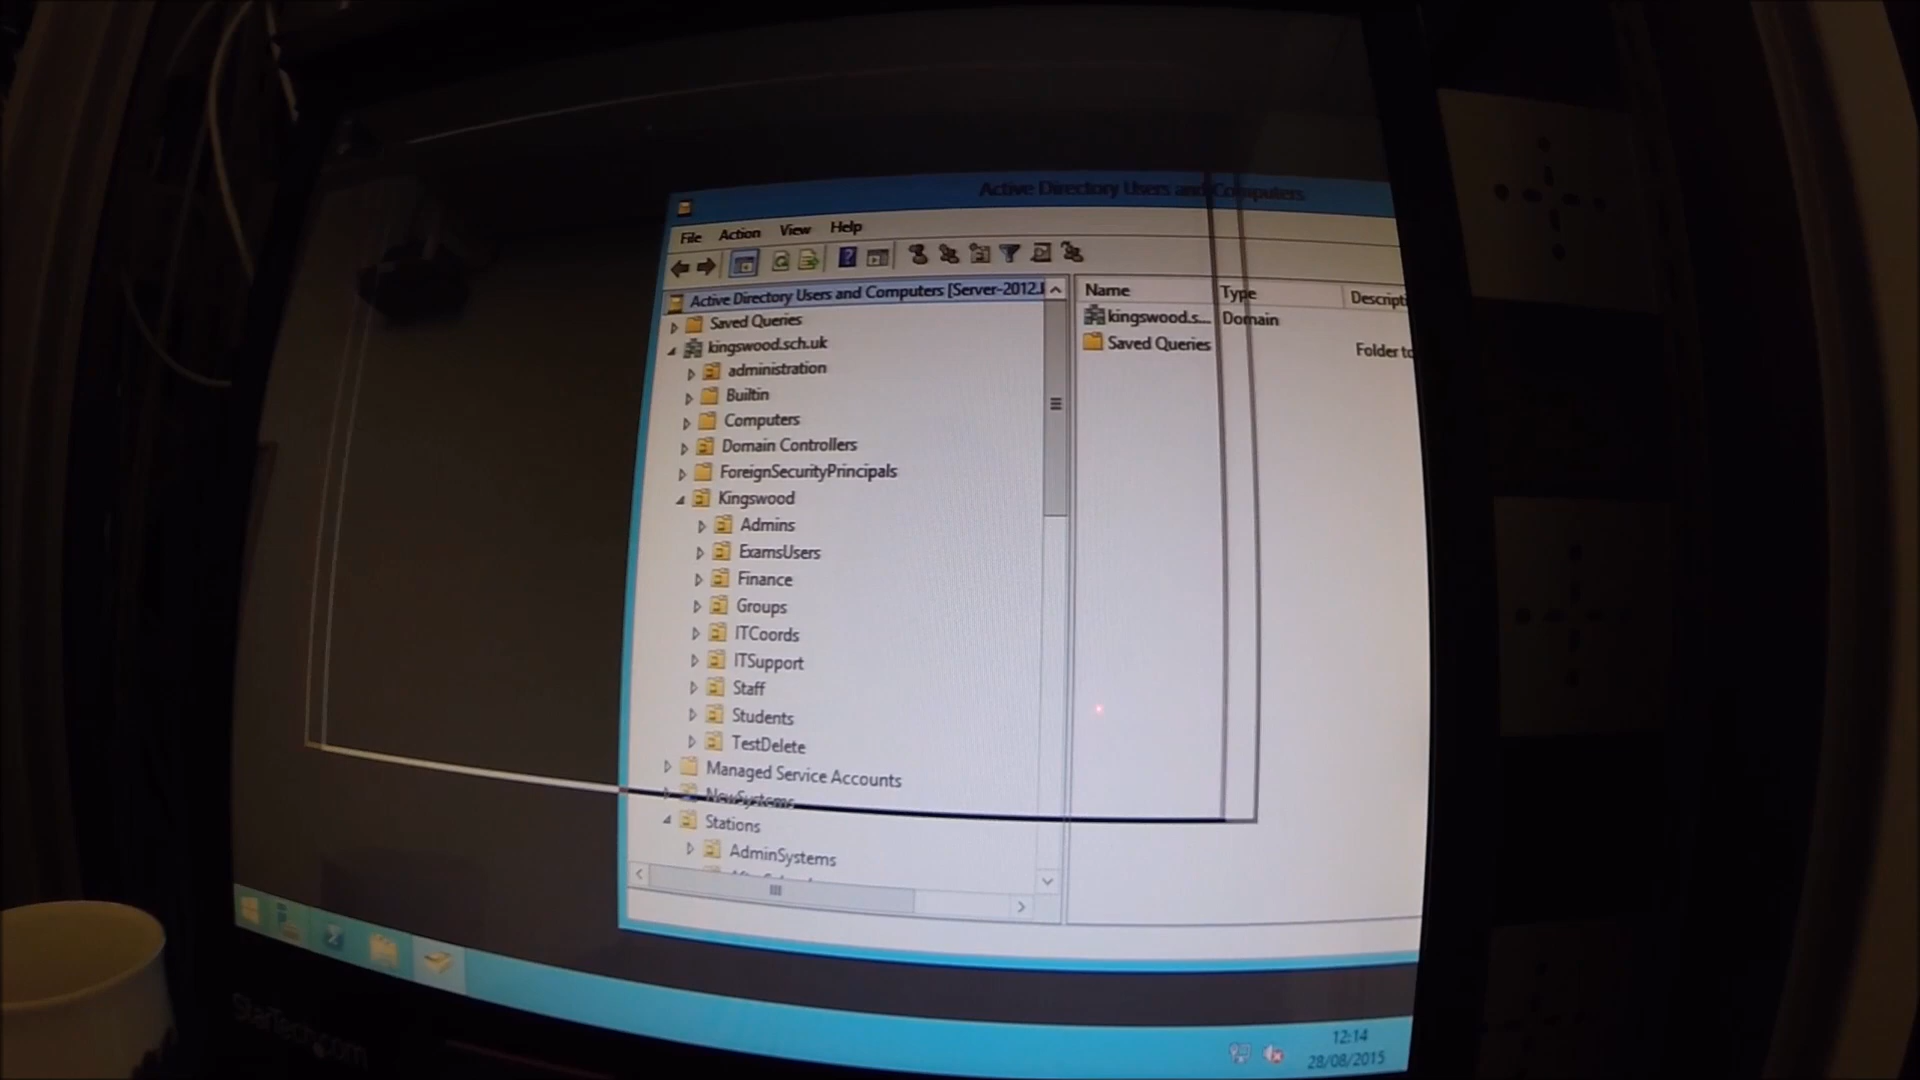 Active Directory Users and Computers
File Action View Help
Active Directory Users and Computers [Server-2012.
Saved Queries
kingswood.sch.uk
administration
Builtin
Computers
Domain Controllers
ForeignSecurityPrincipals
Kingswood
Admins
ExamsUsers
Finance
Groups
ITCoords
ITSupport
Staff
Students
TestDelete
Managed Service Accounts
NewSystems
Stations
AdminSystems
Name Type Descripti
kingswood.s... Domain
Saved Queries Folder to
StarTech.com
12:14
28/08/2015